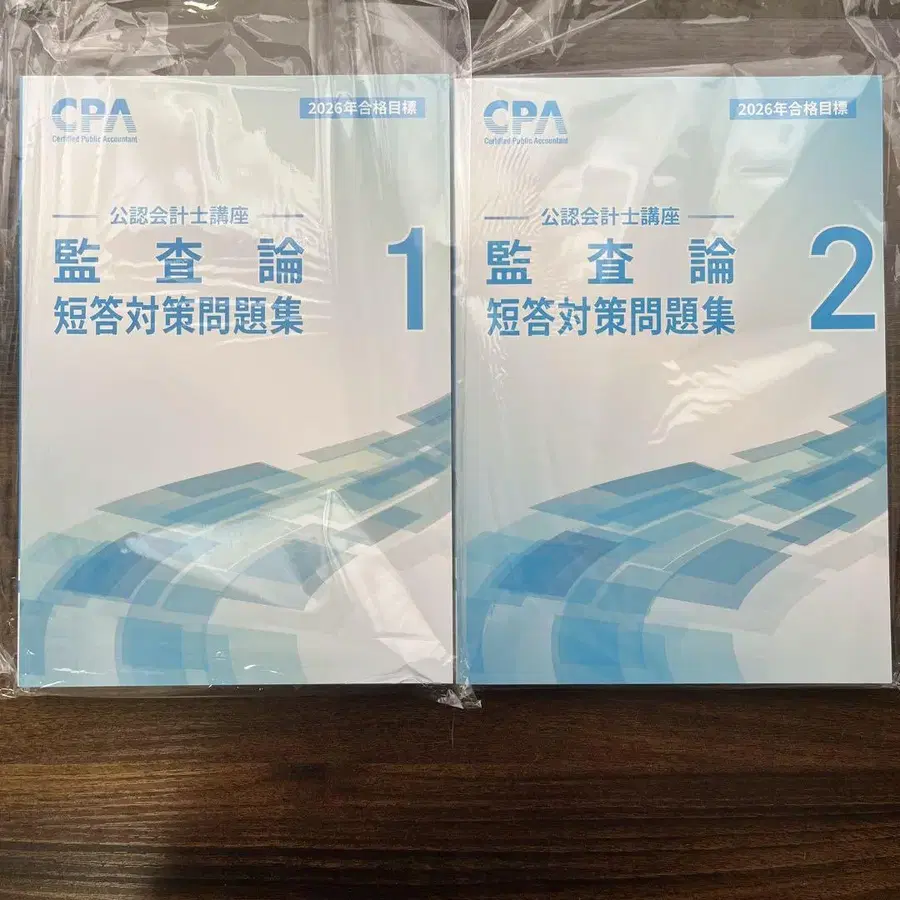 CPA
Certified Public Accountant
2026年合格目標
公認会計士講座
監査論
短答対策問題集
1
CPA
Certified Public Accountant
2026年合格目標
公認会計士講座
監査論
短答対策問題集
2